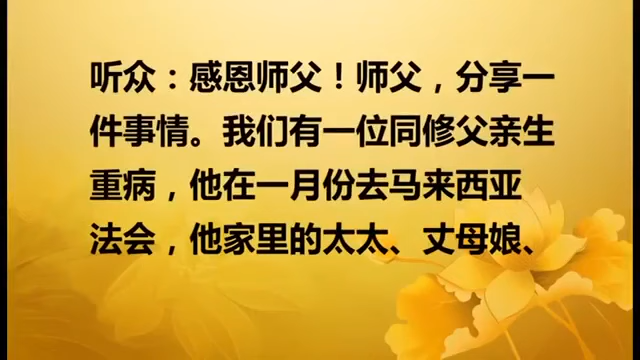 听众：感恩师父！师父，分享一
件事情。我们有一位同修父亲生
重病，他在一月份去马来西亚
法会，他家里的太太、丈母娘、